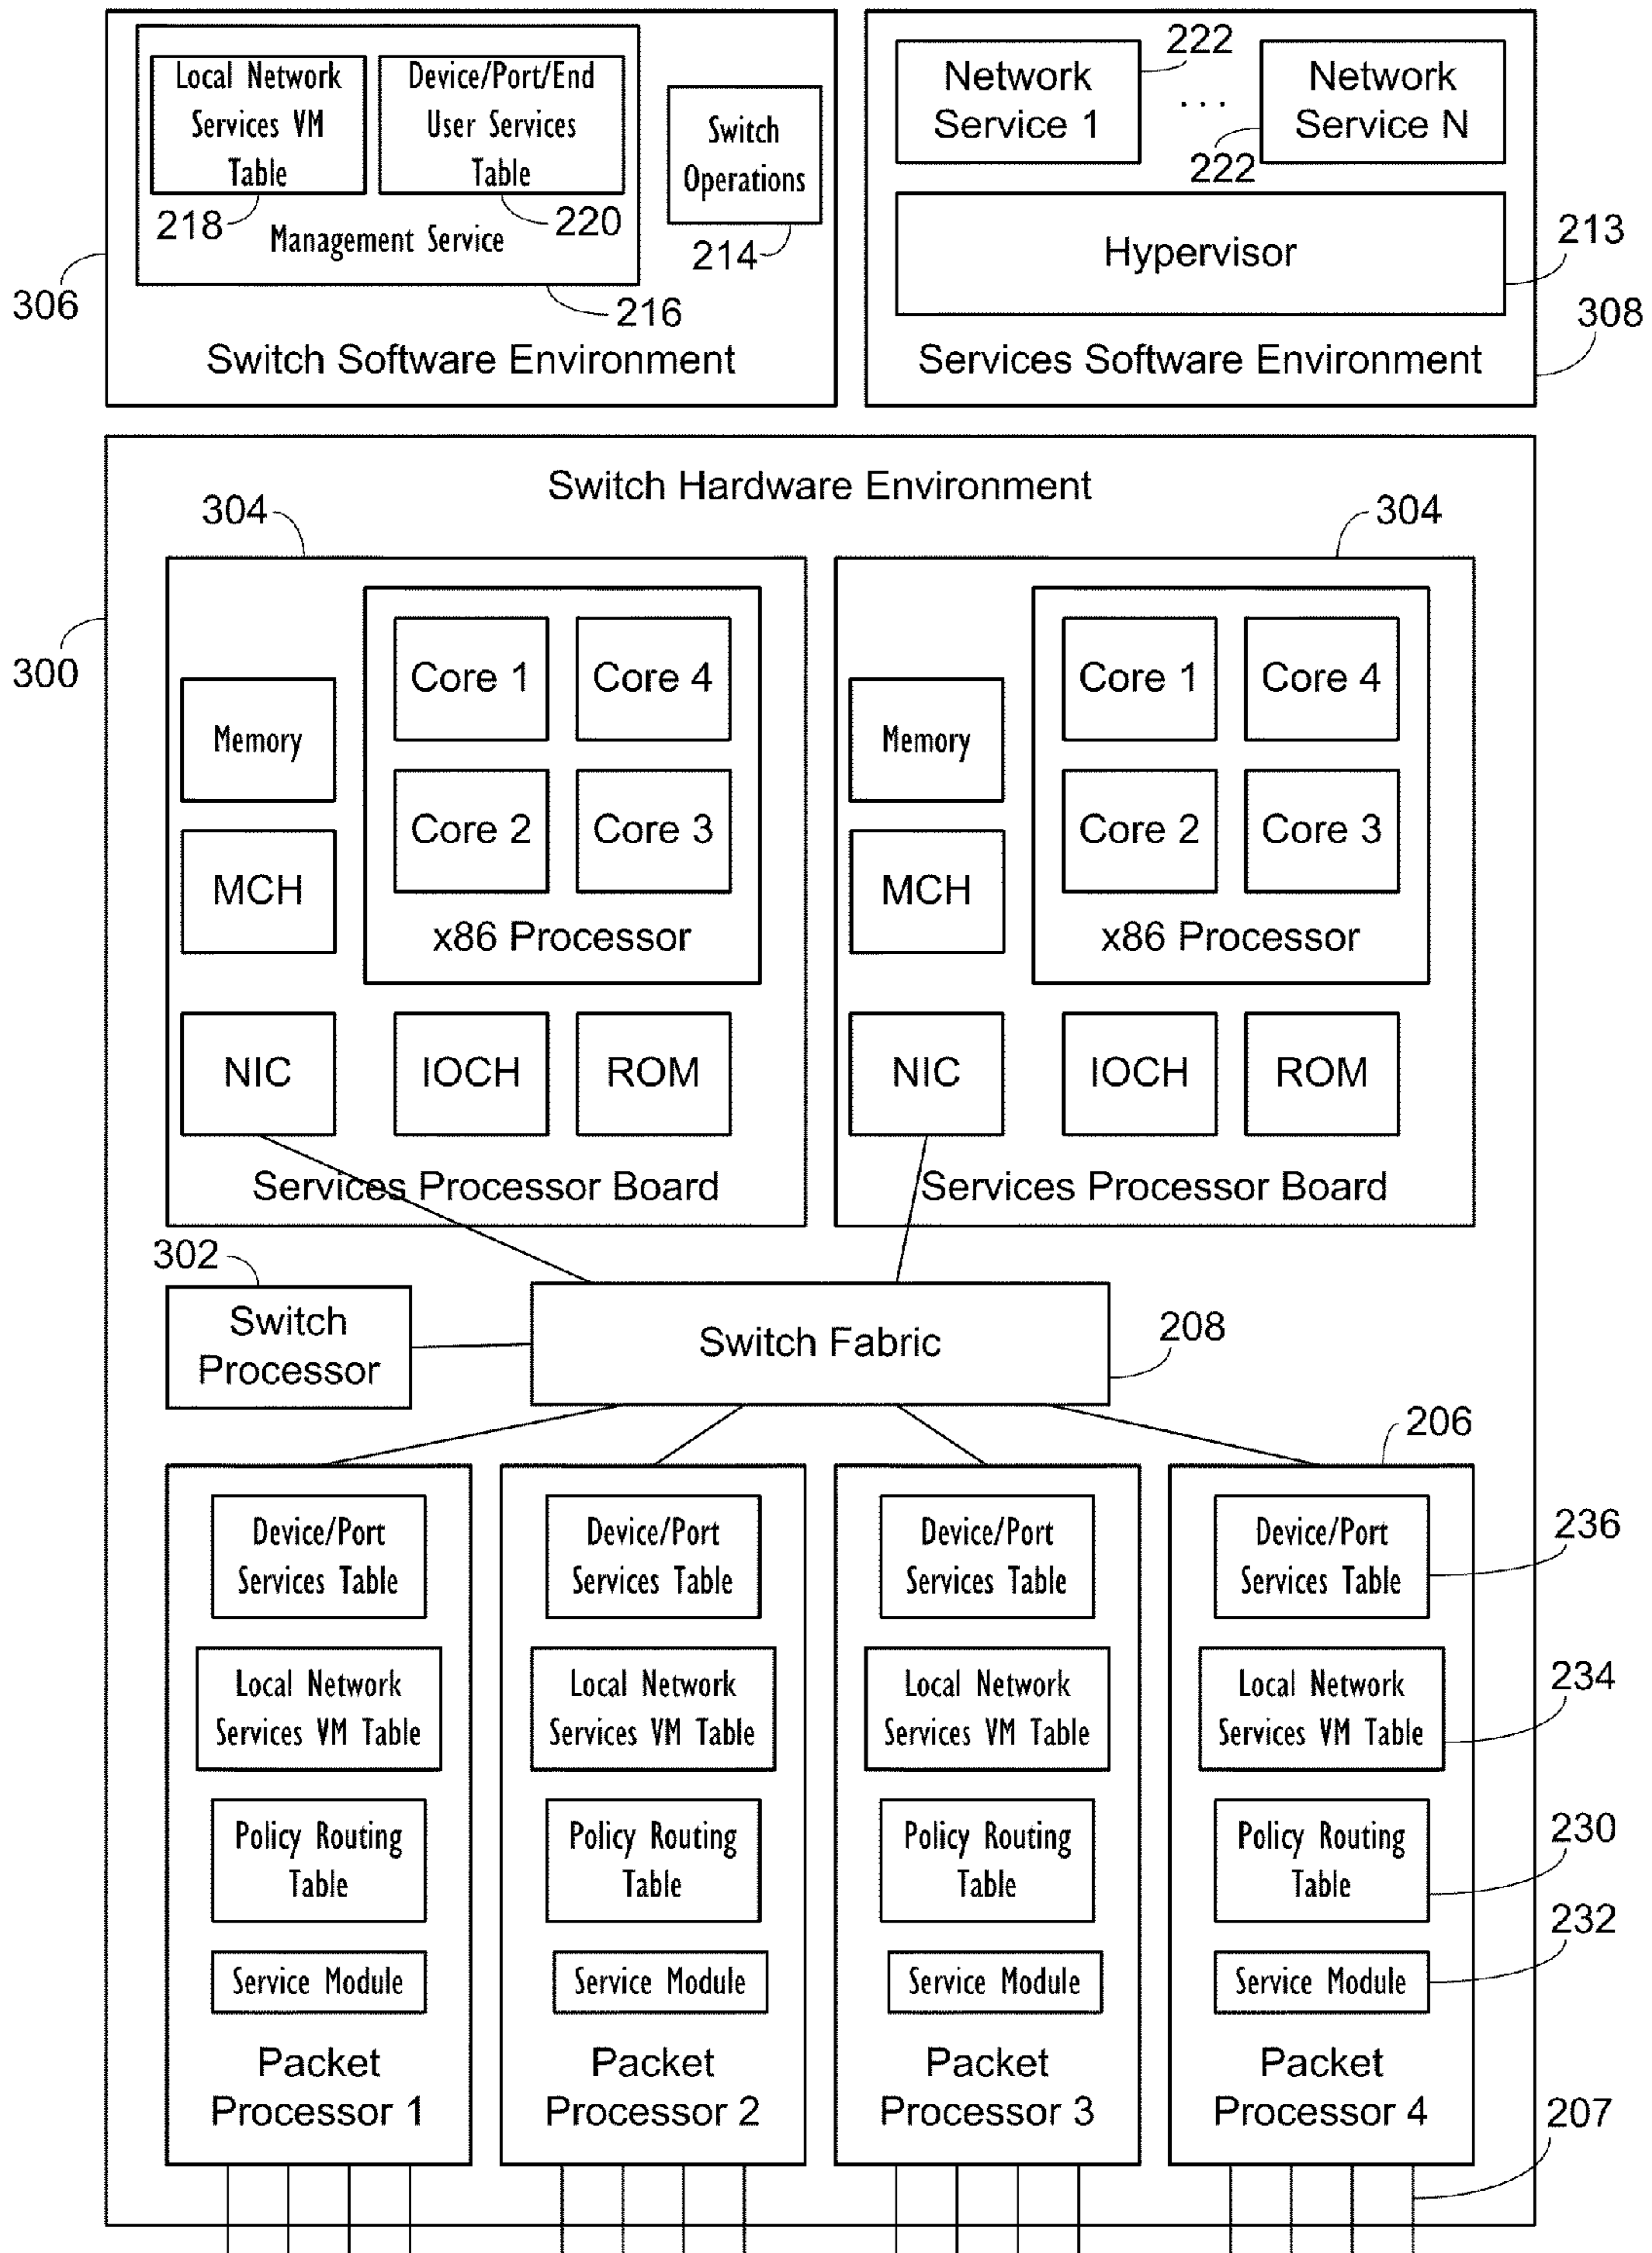 Local Network
Services VM
Table
218
Device/Port/End
User Services
Table
220
Management Service
216
Switch
Operations
214
Switch Software Environment
306
Network
Service 1
222
...
222
Network
Service N
Hypervisor
213
Services Software Environment
308
Switch Hardware Environment
300
304
Memory
MCH
NIC
Core 1
Core 4
Core 2
Core 3
x86 Processor
IOCH
ROM
Services Processor Board
304
Memory
MCH
NIC
Core 1
Core 4
Core 2
Core 3
x86 Processor
IOCH
ROM
Services Processor Board
302
Switch
Processor
Switch Fabric
208
206
Device/Port
Services Table
Local Network
Services VM Table
Policy Routing
Table
Service Module
Packet
Processor 1
Device/Port
Services Table
Local Network
Services VM Table
Policy Routing
Table
Service Module
Packet
Processor 2
Device/Port
Services Table
Local Network
Services VM Table
Policy Routing
Table
Service Module
Packet
Processor 3
Device/Port
Services Table
236
Local Network
Services VM Table
234
Policy Routing
Table
230
Service Module
232
Packet
Processor 4
207